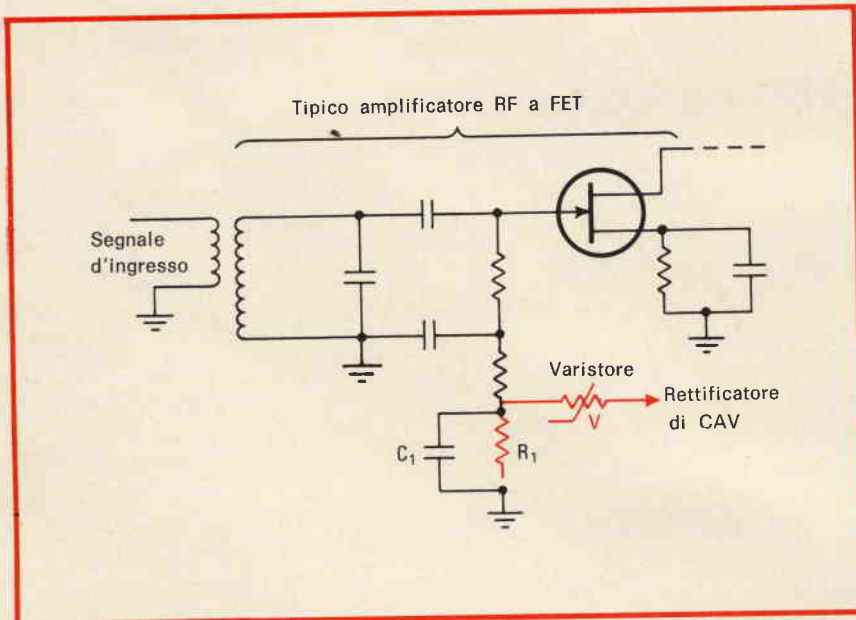 Tipico amplificatore RF a FET
Segnale
d'ingresso
Varistore
Rettificatore
di CAV
V
C₁
R₁